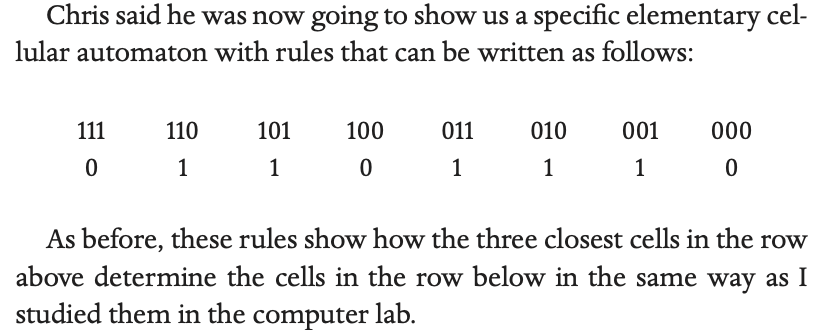 Chris said he was now going to show us a specific elementary cel-
lular automaton with rules that can be written as follows:
111 110 101 100 011 010 001 000
0 1 1 0 1 1 1 0
As before, these rules show how the three closest cells in the row
above determine the cells in the row below in the same way as I
studied them in the computer lab.